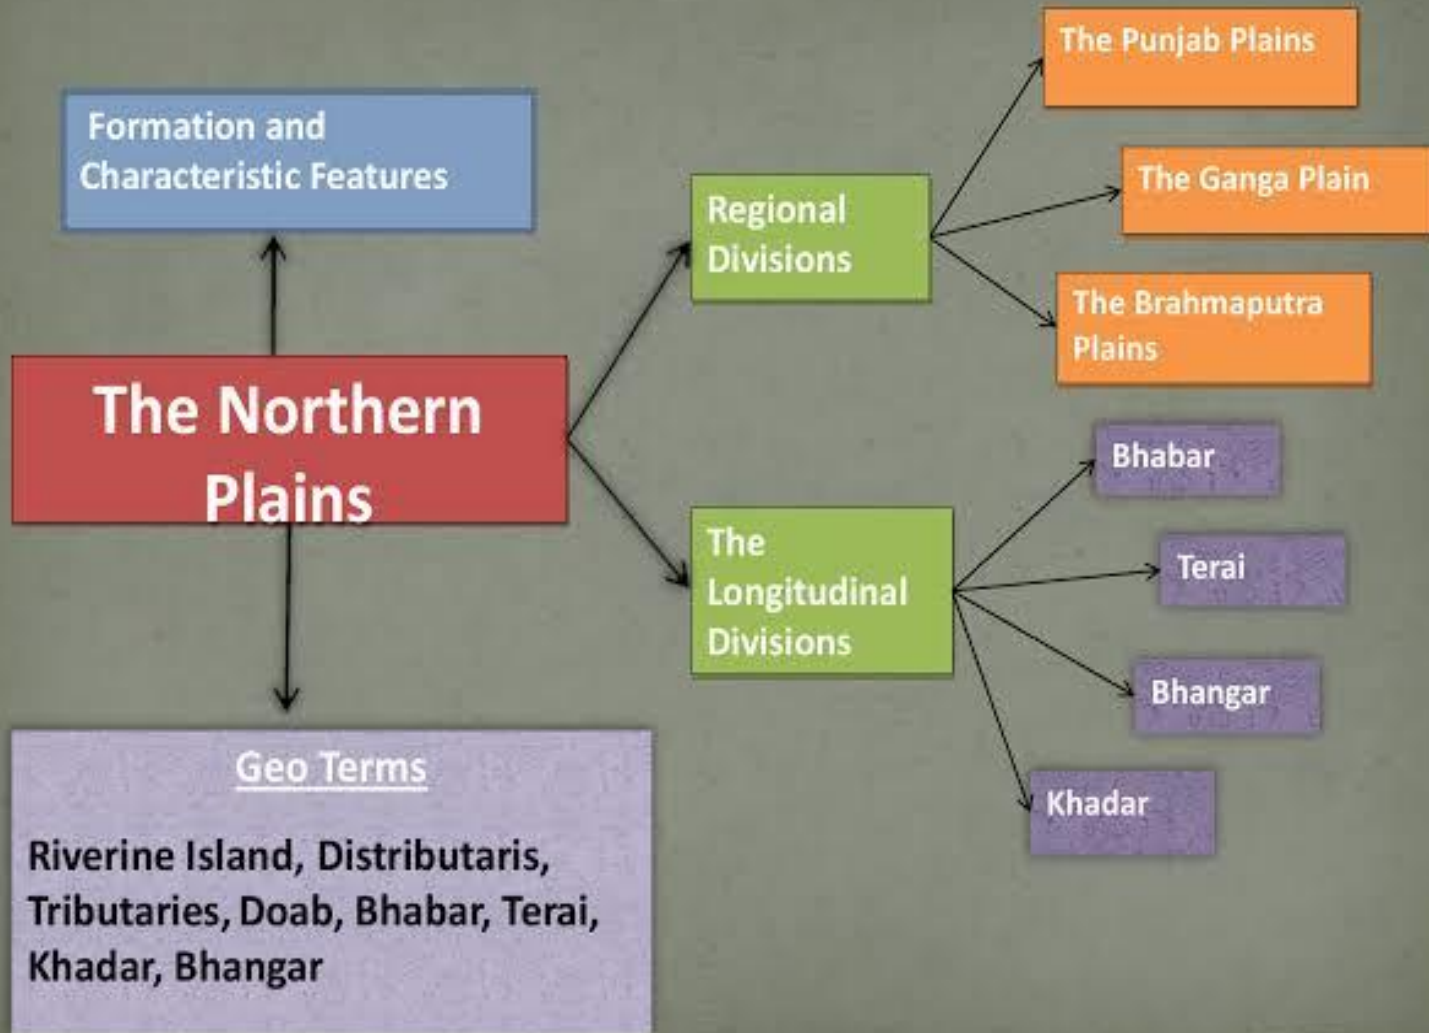 Formation and
Characteristic Features
The Northern
Plains
Geo Terms
Riverine Island, Distributaris,
Tributaries, Doab, Bhabar, Terai,
Khadar, Bhangar
Regional
Divisions
The Punjab Plains
The Ganga Plain
The Brahmaputra
Plains
The
Longitudinal
Divisions
Bhabar
Terai
Bhangar
Khadar